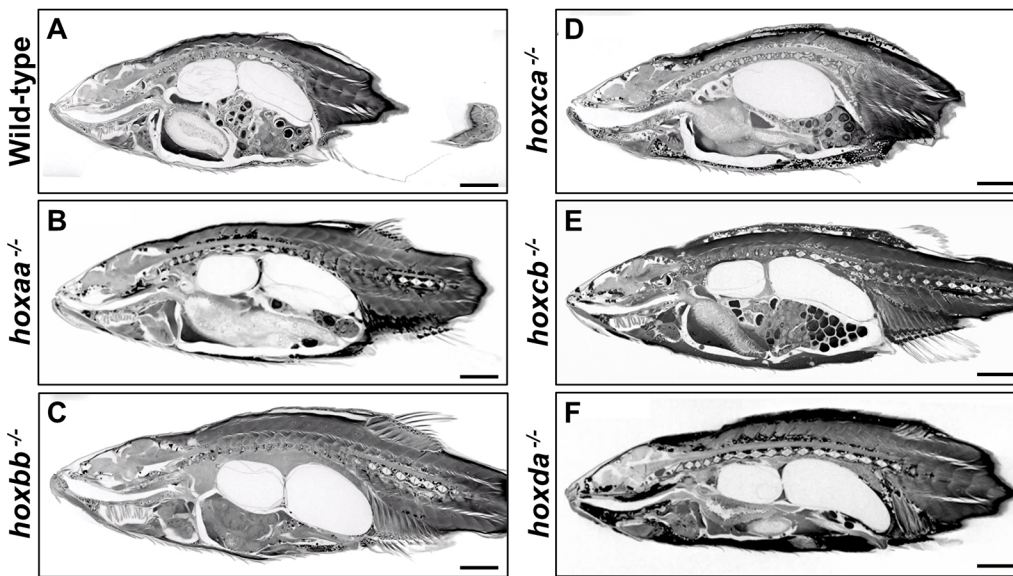 A
Wild-type
B
hoxaa-/-
C
hoxbb-/-
D
hoxca-/-
E
hoxcb-/-
F
hoxda-/-